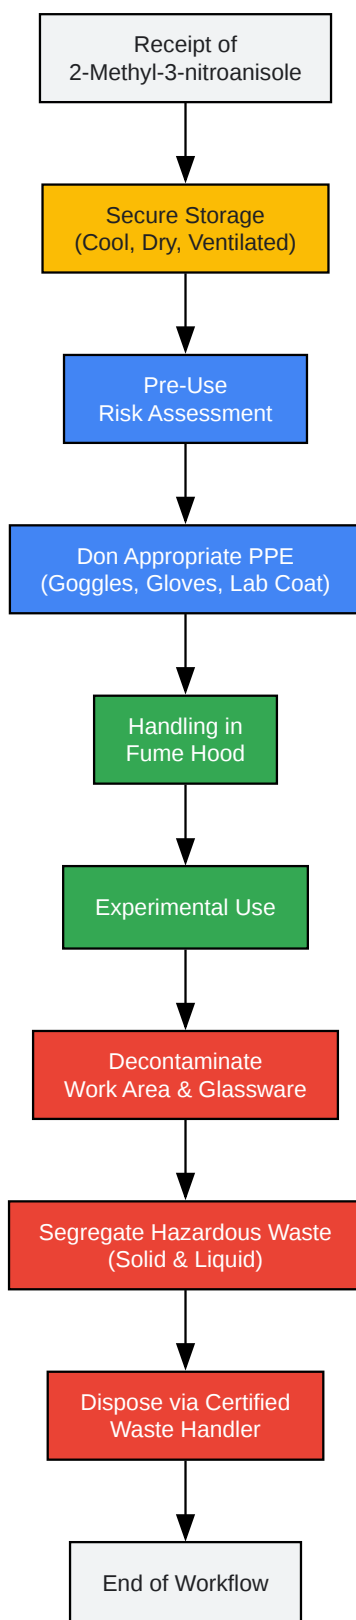 Receipt of
2-Methyl-3-nitroanisole
Secure Storage
(Cool, Dry, Ventilated)
Pre-Use
Risk Assessment
Don Appropriate PPE
(Goggles, Gloves, Lab Coat)
Handling in
Fume Hood
Experimental Use
Decontaminate
Work Area & Glassware
Segregate Hazardous Waste
(Solid & Liquid)
Dispose via Certified
Waste Handler
End of Workflow